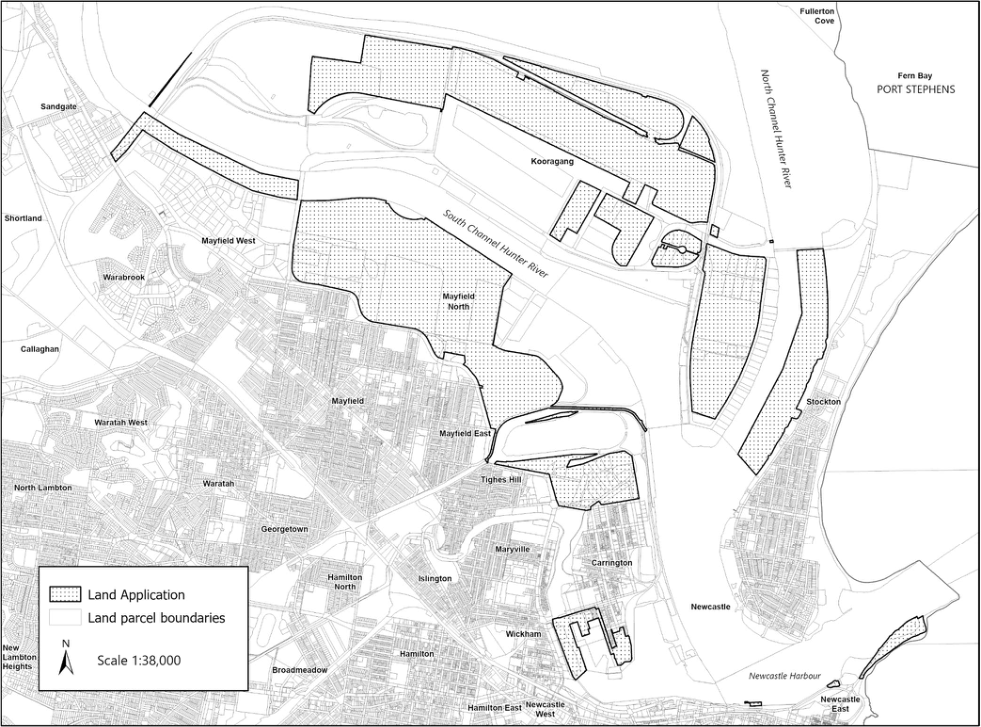 Fullerton
Cove
Fern Bay
PORT STEPHENS
North Channel Hunter River
Sandgate
Kooragang
Shortland
South Channel Hunter River
Mayfield West
Warabrook
Mayfield
North
Callaghan
Mayfield
Stockton
Waratah West
Mayfield East
Tighes Hill
North Lambton
Waratah
Georgetown
Maryville
Carrington
Hamilton
North
Islington
Newcastle
Land Application
Land parcel boundaries
N
Scale 1:38,000
Wickham
New
Lambton
Heights
Hamilton
Broadmeadow
Newcastle Harbour
Hamilton East
Newcastle
West
Newcastle
East